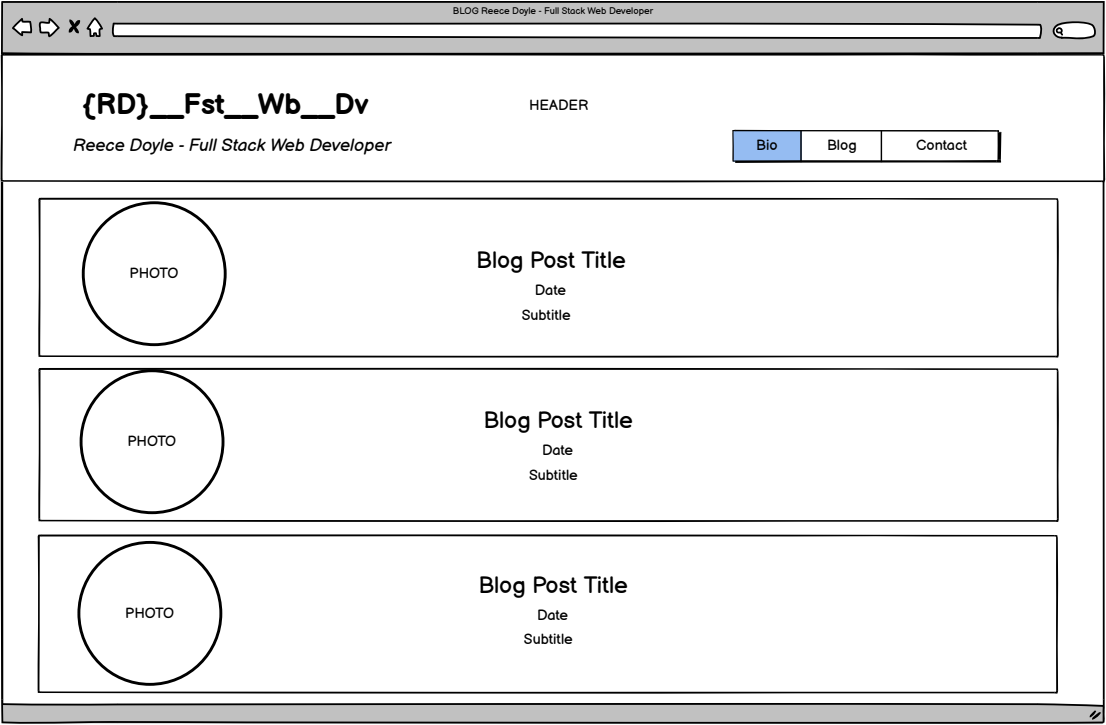 BLOG Reece Doyle - Full Stack Web Developer
{RD}__Fst__Wb__Dv
HEADER
Reece Doyle - Full Stack Web Developer
Bio
Blog
Contact
PHOTO
Blog Post Title
Date
Subtitle
PHOTO
Blog Post Title
Date
Subtitle
PHOTO
Blog Post Title
Date
Subtitle